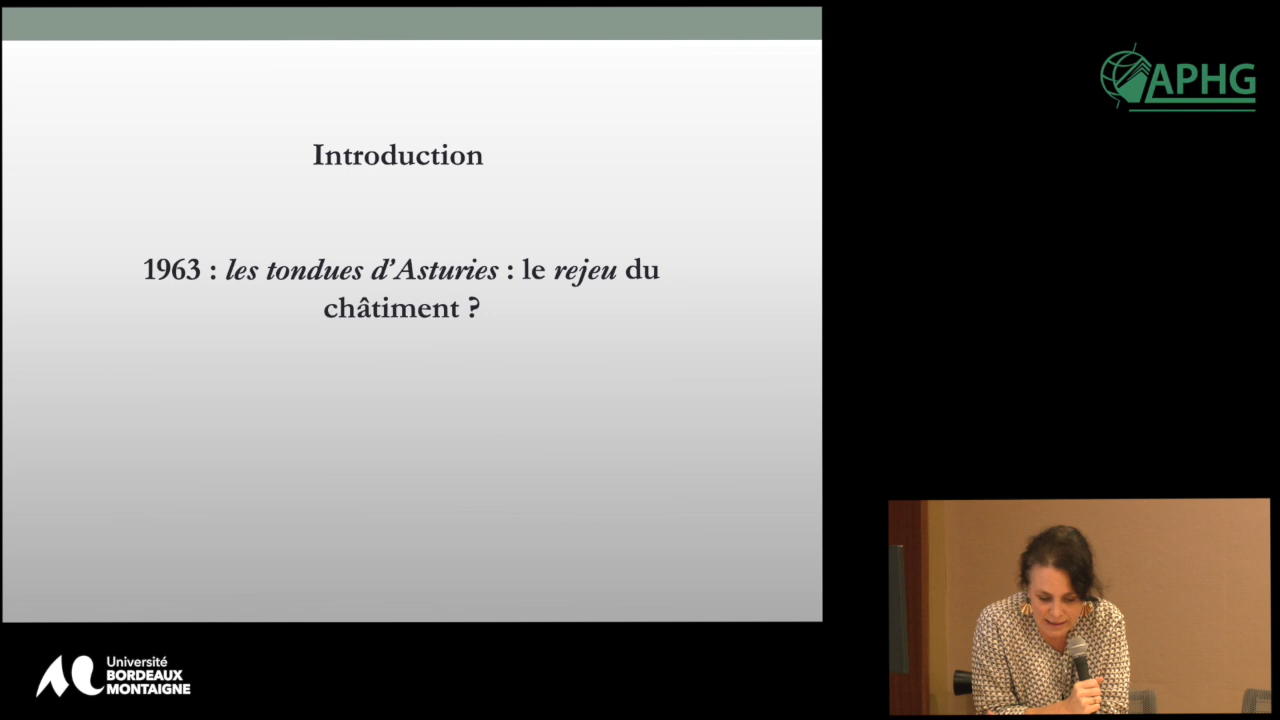 Introduction
1963 : les tondues d’Asturies : le rejeu du
châtiment ?
APHG
Université
BORDEAUX
MONTAIGNE